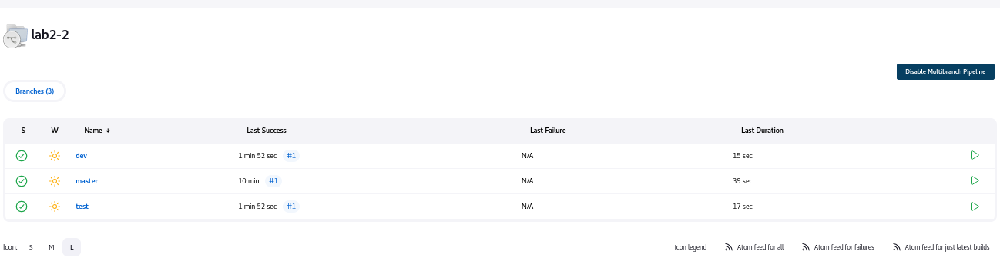 lab2-2
Disable Multibranch Pipeline
Branches (3)
S W Name ↓ Last Success Last Failure Last Duration
dev 1 min 52 sec #1 N/A 15 sec
master 10 min #1 N/A 39 sec
test 1 min 52 sec #1 N/A 17 sec
Icon: S M L Icon legend Atom feed for all Atom feed for failures Atom feed for just latest builds